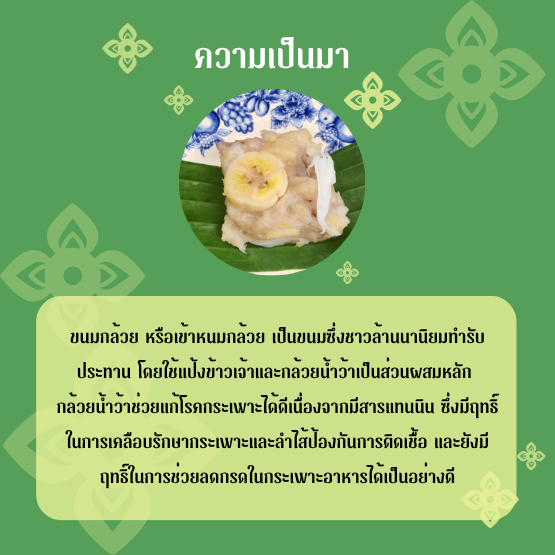 ความเป็นมา
ขนมกล้วย หรือเข้าหนมกล้วย เป็นขนมซึ่งชาวล้านนานิยมทำรับ
ประทาน โดยใช้แป้งข้าวเจ้าและกล้วยน้ำว้าเป็นส่วนผสมหลัก
กล้วยน้ำว้าช่วยแก้โรคกระเพาะได้ดีเนื่องจากมีสารแทนนิน ซึ่งมีฤทธิ์
ในการเคลือบรักษากระเพาะและลำไส้ป้องกันการติดเชื้อ และยังมี
ฤทธิ์ในการช่วยลดกรดในกระเพาะอาหารได้เป็นอย่างดี